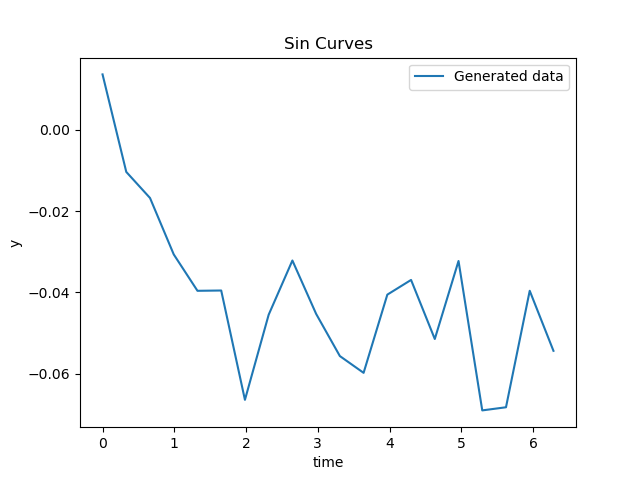 Sin Curves
Generated data
0.00
−0.02
−0.04
−0.06
y
0 1 2 3 4 5 6
time